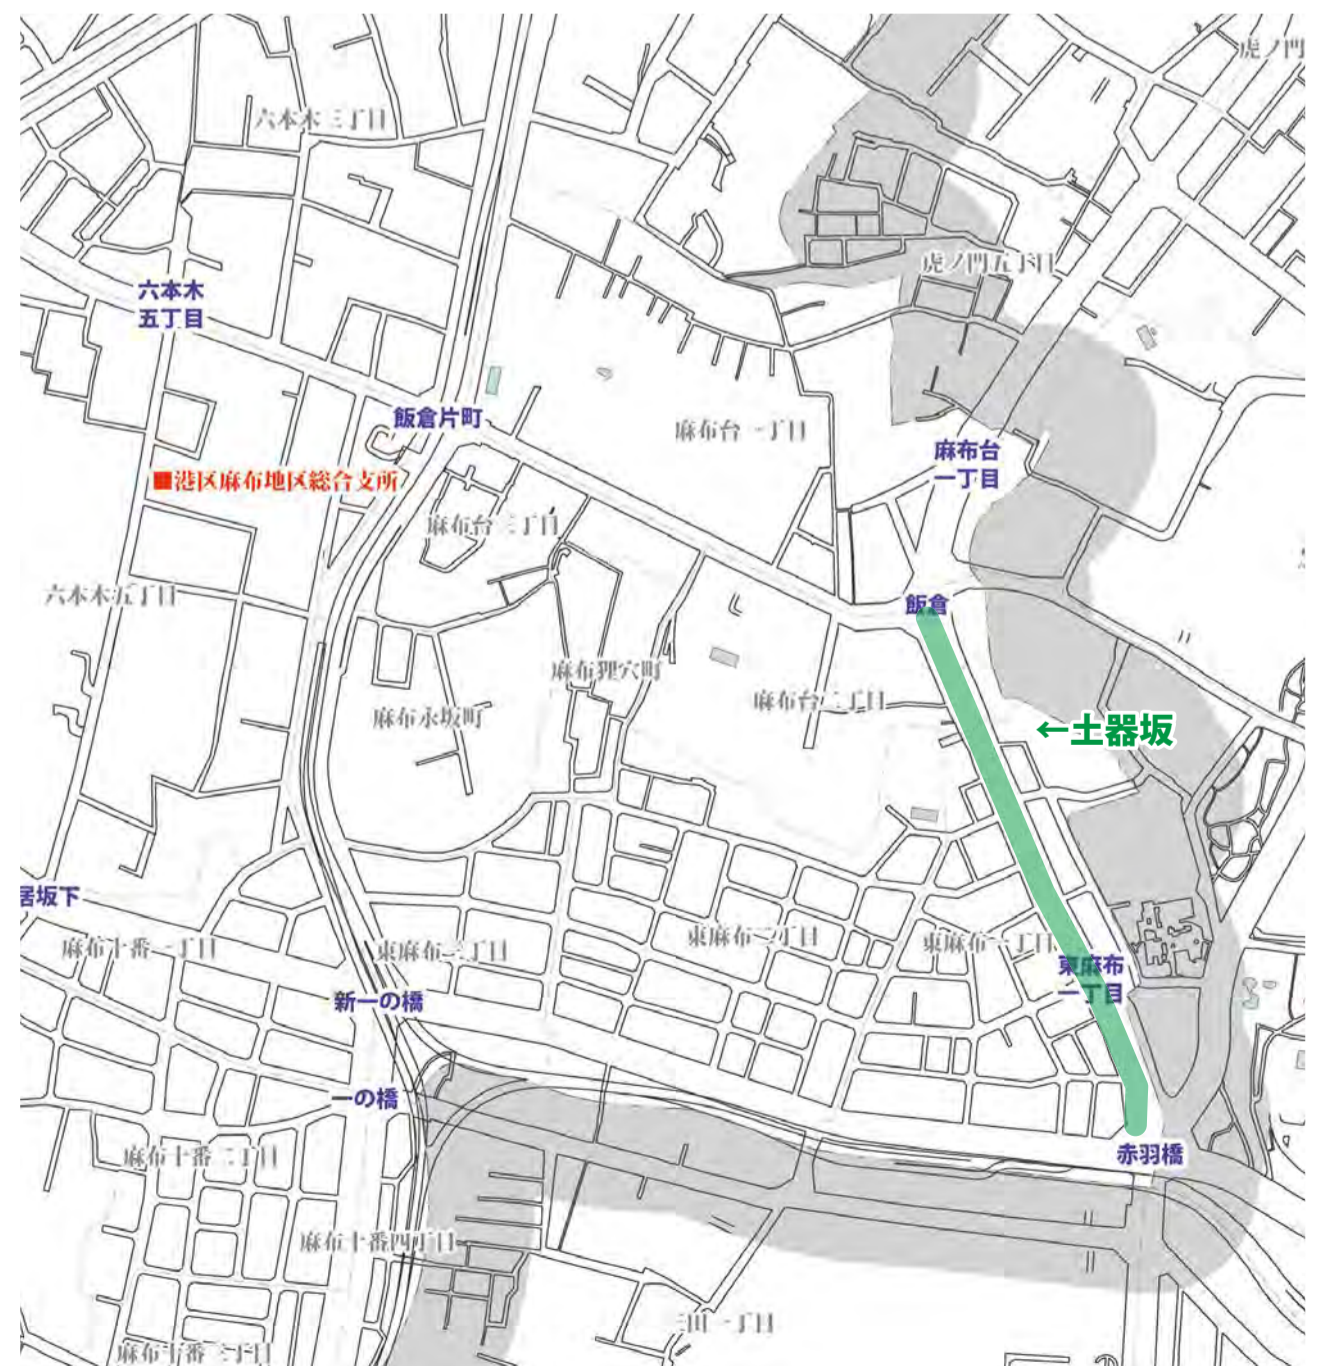 虎ノ門
六本木三丁目
虎ノ門五丁目
六本木
五丁目
飯倉片町
麻布台一丁目
麻布台
一丁目
■港区麻布地区総合支所
麻布台三丁目
六本木五丁目
飯倉
麻布狸穴町
麻布台二丁目
麻布永坂町
←土器坂
居坂下
麻布十番一丁目
東麻布三丁目
東麻布二丁目
東麻布一丁目
東麻布
一丁目
新一の橋
一の橋
麻布十番二丁目
赤羽橋
麻布十番四丁目
三田一丁目
麻布十番三丁目